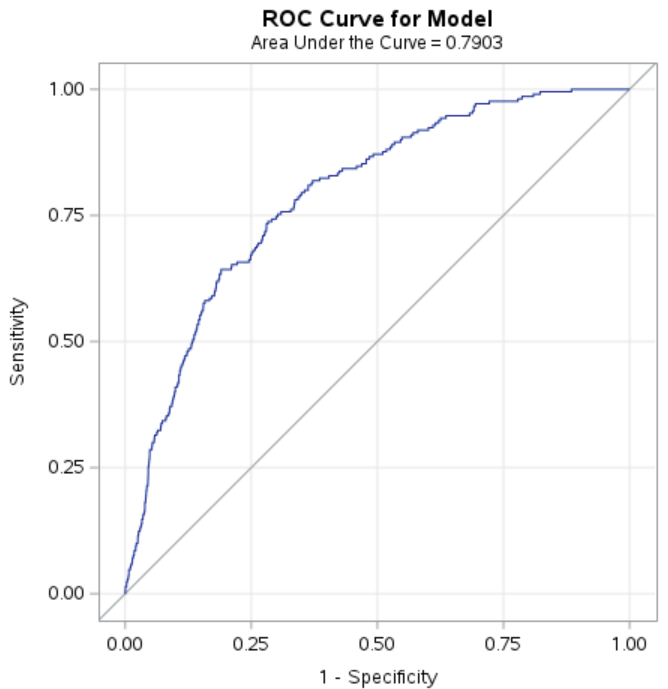 ROC Curve for Model
Area Under the Curve = 0.7903
1.00
0.75
0.50
0.25
0.00
Sensitivity
0.00 0.25 0.50 0.75 1.00
1 - Specificity